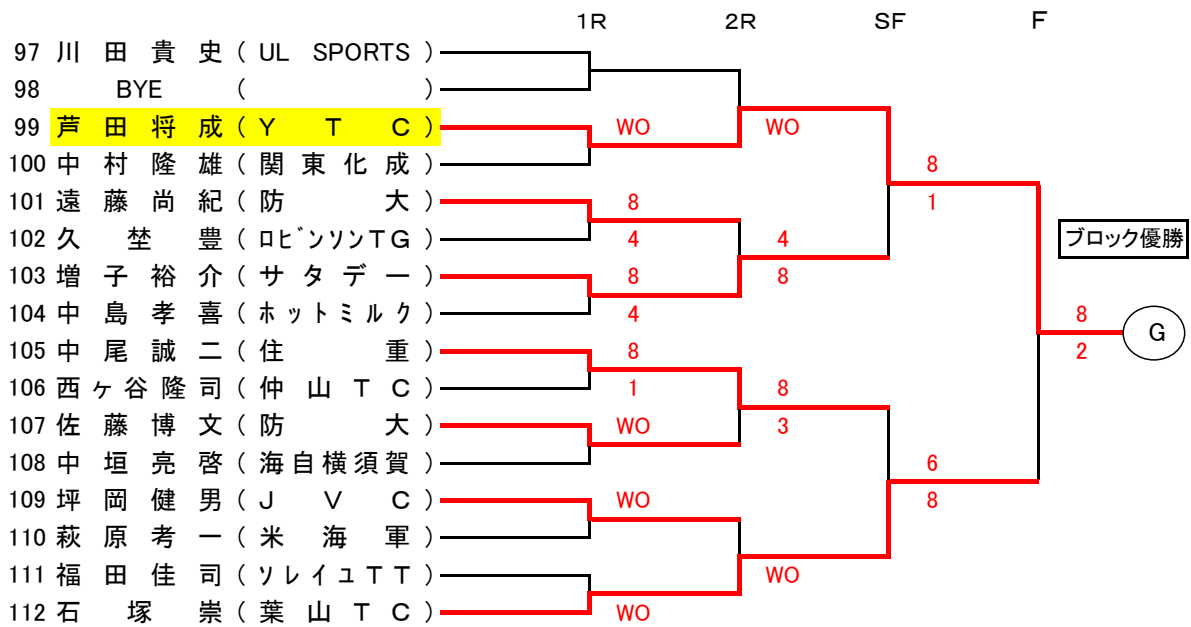 1R 2R SF F
97 川 田 貴 史 ( UL SPORTS )
98 BYE ( )
99 芦 田 将 成 ( Y T C ) WO WO
100 中 村 隆 雄 ( 関 東 化 成 ) 8
101 遠 藤 尚 紀 ( 防 大 ) 8 1
102 久 埜 豊 ( ﾛﾋﾞﾝｿﾝTG ) 4 4 ブロック優勝
103 増 子 裕 介 ( サ タ デ ー ) 8 8
104 中 島 孝 喜 ( ホ ッ ト ミ ル ク ) 4 8
G
105 中 尾 誠 二 ( 住 重 ) 8 2
106 西 ヶ 谷 隆 司 ( 仲 山 T C ) 1 8
107 佐 藤 博 文 ( 防 大 ) WO 3
108 中 垣 亮 啓 ( 海 自 横 須 賀 ) 6
109 坪 岡 健 男 ( J V C ) WO 8
110 萩 原 考 一 ( 米 海 軍 )
111 福 田 佳 司 ( ソ レ イ ユ T T ) WO
112 石 塚 崇 ( 葉 山 T C ) WO